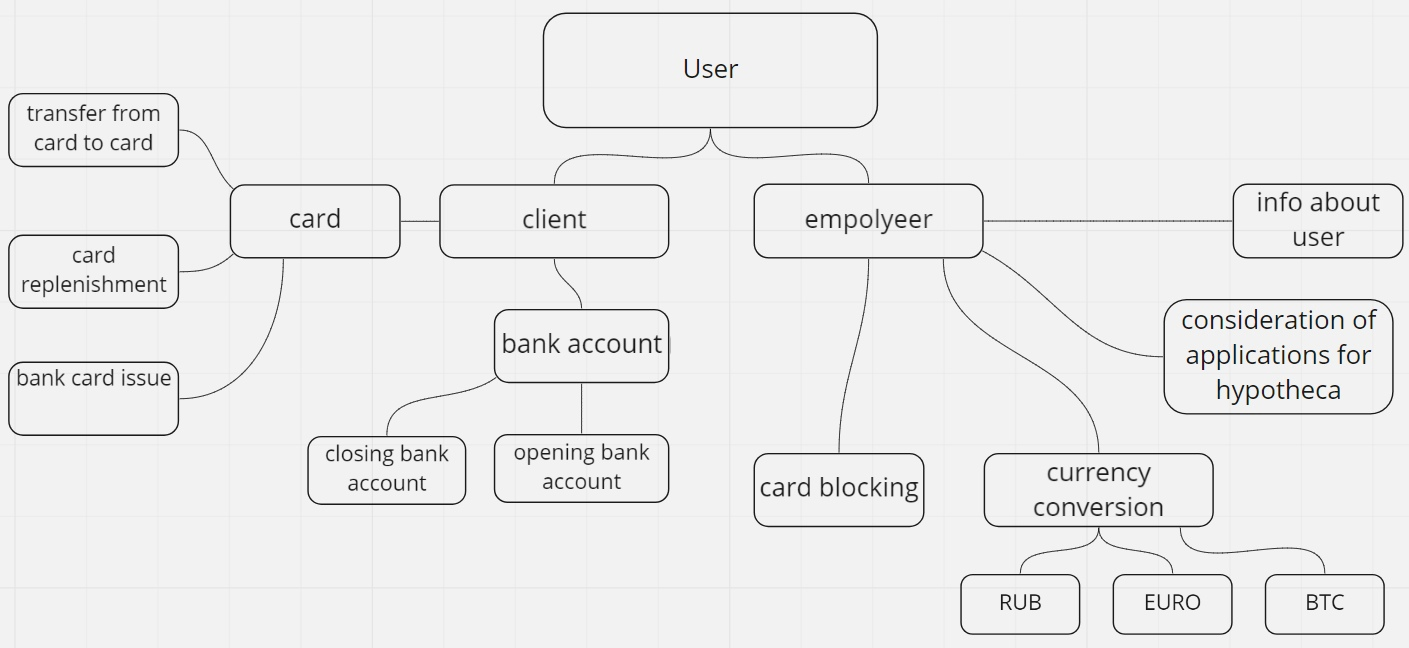 User
transfer from
card to card
card
client
empolyeer
info about
user
card
replenishment
bank account
consideration of
applications for
hypotheca
bank card issue
closing bank
account
opening bank
account
card blocking
currency
conversion
RUB
EURO
BTC